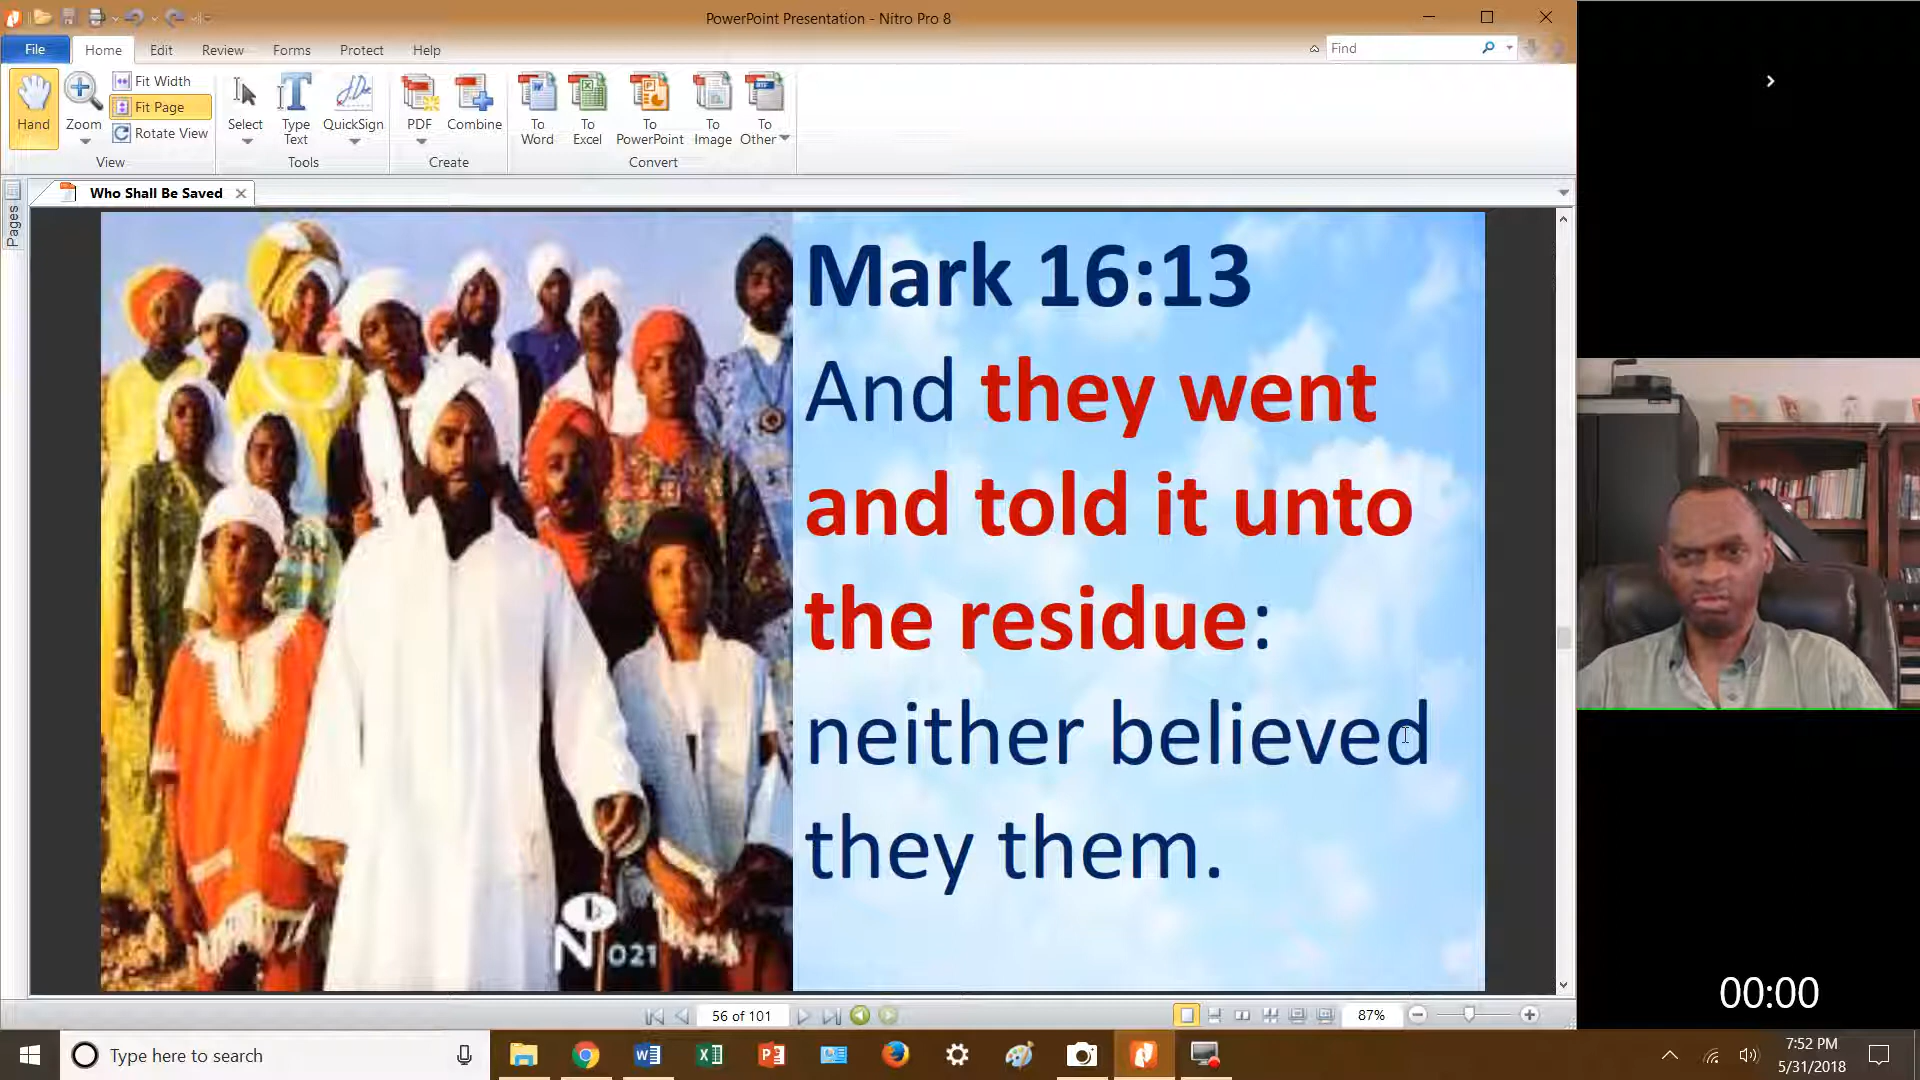 PowerPoint Presentation - Nitro Pro 8
File
Home
Edit
Review
Forms
Protect
Help
Find
Hand
Zoom
Fit Width
Fit Page
Rotate View
View
Select
Type Text
QuickSign
Tools
PDF
Combine
Create
To Word
To Excel
To PowerPoint
To Image
To Other
Convert
Pages
Who Shall Be Saved
Mark 16:13
And they went
and told it unto
the residue:
neither believed
they them.
N 021
56 of 101
87%
00:00
Type here to search
7:52 PM
5/31/2018